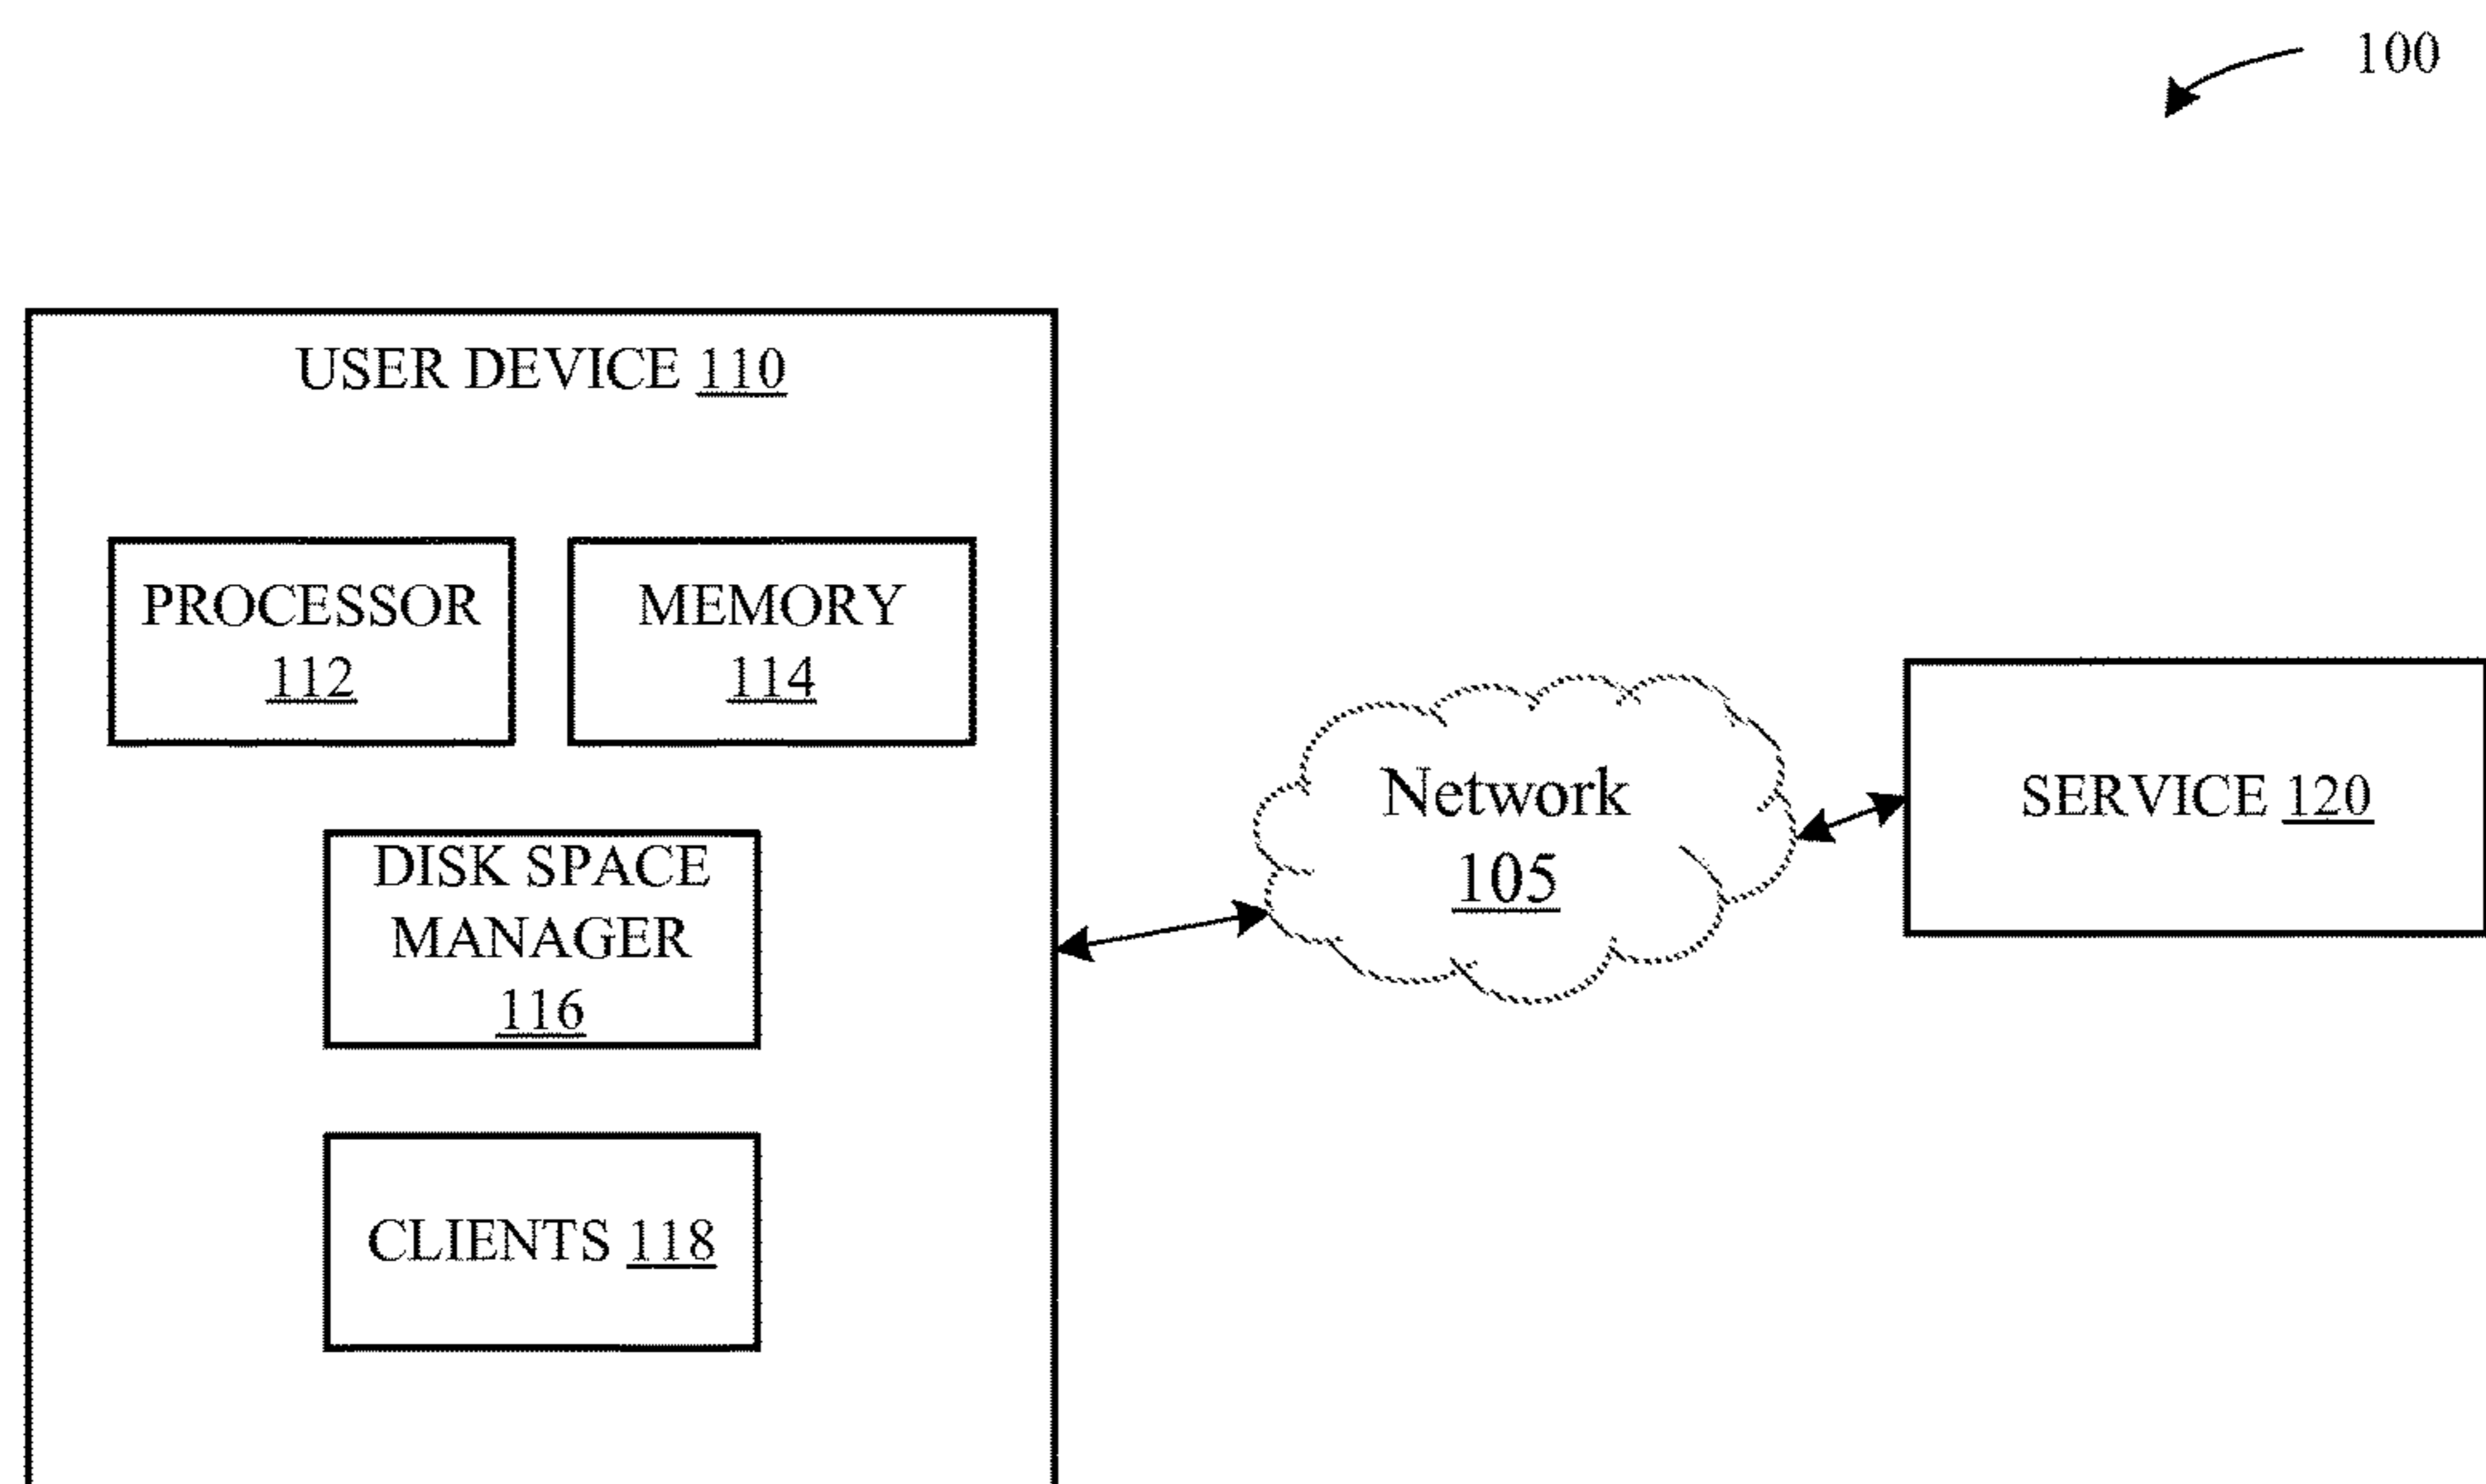 100
USER DEVICE 110
PROCESSOR
112
MEMORY
114
DISK SPACE
MANAGER
116
CLIENTS 118
Network
105
SERVICE 120